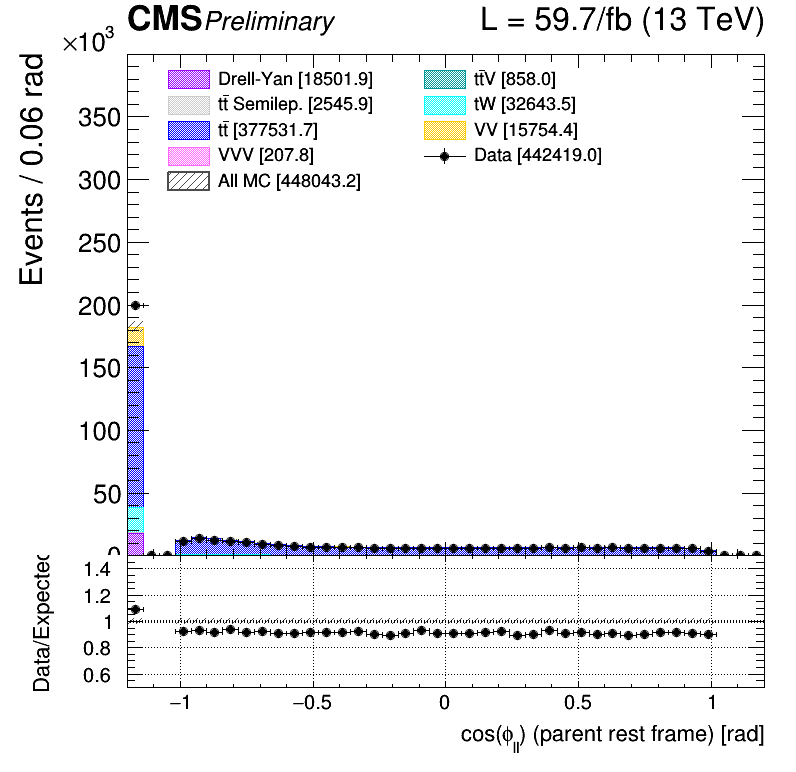 CMS Preliminary L = 59.7/fb (13 TeV)
×10³
Events / 0.06 rad
Drell-Yan [18501.9]
tt̄ Semilep. [2545.9]
tt̄ [377531.7]
VVV [207.8]
All MC [448043.2]
tt̄V [858.0]
tW [32643.5]
VV [15754.4]
Data [442419.0]
350
300
250
200
150
100
50
0
Data/Expected
1.4
1.2
1
0.8
0.6
−1 −0.5 0 0.5 1
cos(ϕ_ll) (parent rest frame) [rad]